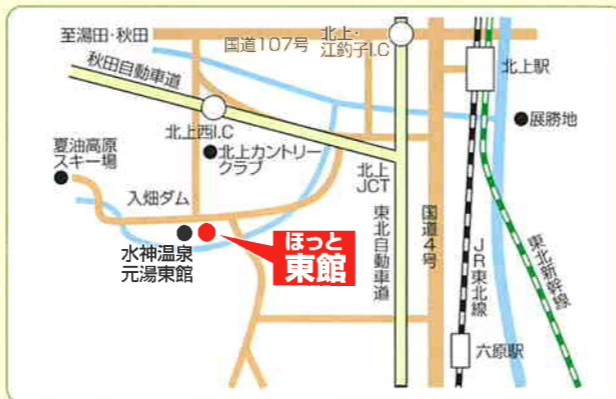 至湯田・秋田
国道107号
北上・
江釣子I.C
秋田自動車道
北上駅
北上西I.C
展勝地
夏油高原
スキー場
北上カントリー
クラブ
北上
JCT
入畑ダム
水神温泉
元湯東館
ほっと
東館
東北自動車道
国道4号
JR東北線
東北新幹線
六原駅